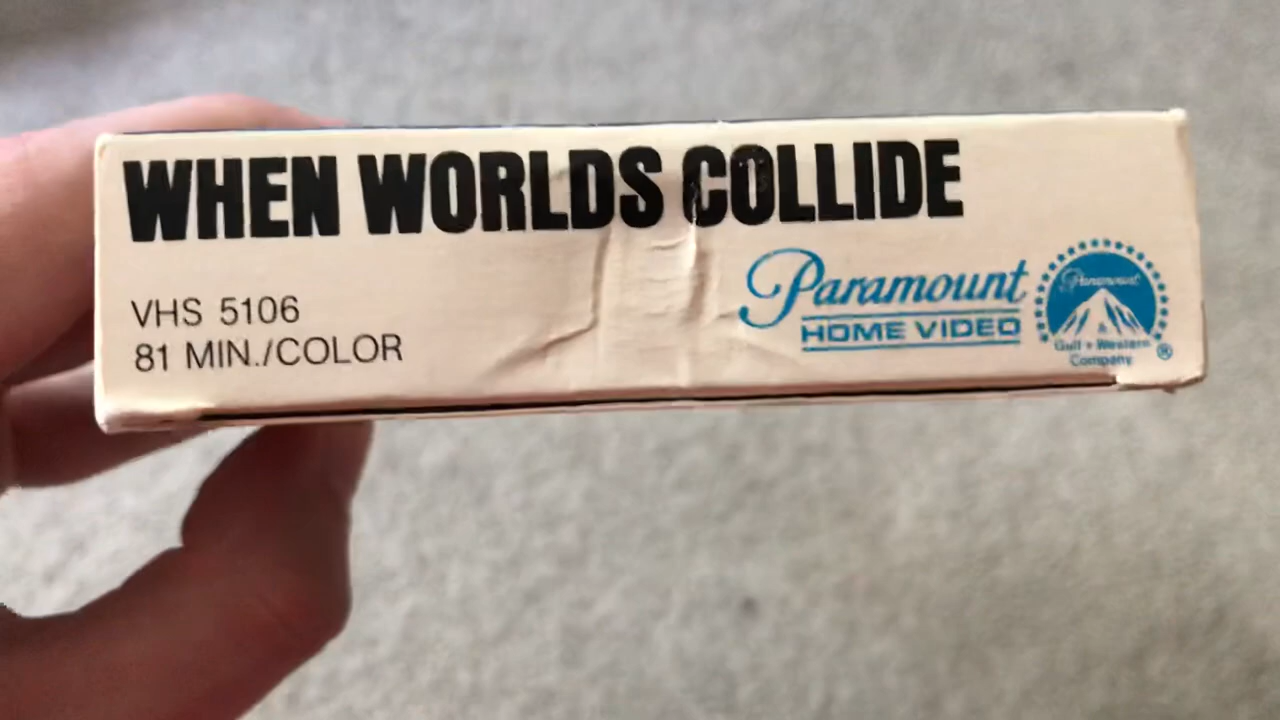 WHEN WORLDS COLLIDE
VHS 5106
81 MIN./COLOR
Paramount
HOME VIDEO
Paramount
A
Gulf + Western
Company
®